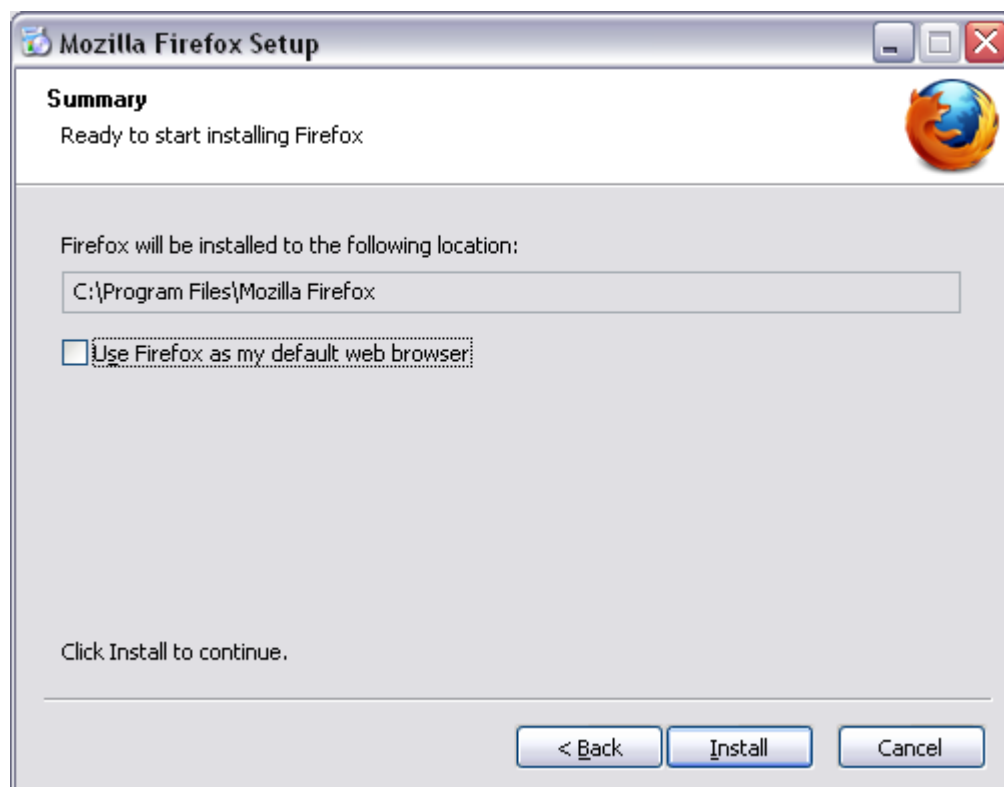 Mozilla Firefox Setup
Summary
Ready to start installing Firefox
Firefox will be installed to the following location:
C:\Program Files\Mozilla Firefox
Use Firefox as my default web browser
Click Install to continue.
< Back Install Cancel